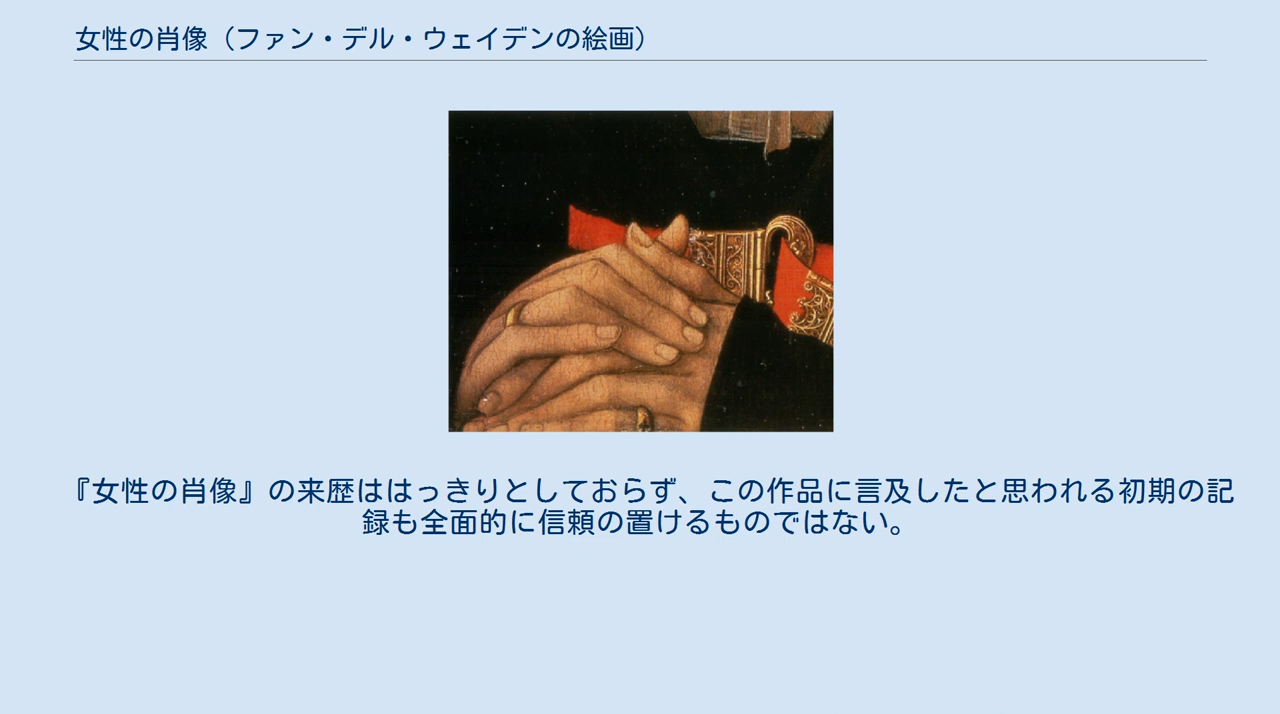 女性の肖像（ファン・デル・ウェイデンの絵画）
『女性の肖像』の来歴ははっきりとしておらず、この作品に言及したと思われる初期の記
録も全面的に信頼の置けるものではない。